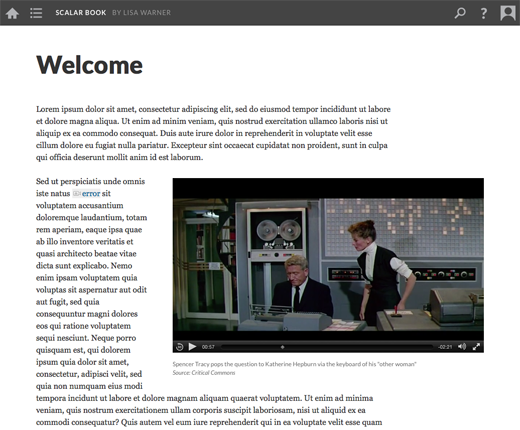 SCALAR BOOK BY LISA WARNER
?
Welcome
Lorem ipsum dolor sit amet, consectetur adipiscing elit, sed do eiusmod tempor incididunt ut labore
et dolore magna aliqua. Ut enim ad minim veniam, quis nostrud exercitation ullamco laboris nisi ut
aliquip ex ea commodo consequat. Duis aute irure dolor in reprehenderit in voluptate velit esse
cillum dolore eu fugiat nulla pariatur. Excepteur sint occaecat cupidatat non proident, sunt in culpa
qui officia deserunt mollit anim id est laborum.
Sed ut perspiciatis unde omnis
iste natus error sit
voluptatem accusantium
doloremque laudantium, totam
rem aperiam, eaque ipsa quae
ab illo inventore veritatis et
quasi architecto beatae vitae
dicta sunt explicabo. Nemo
enim ipsam voluptatem quia
voluptas sit aspernatur aut odit
aut fugit, sed quia
consequuntur magni dolores
eos qui ratione voluptatem
sequi nesciunt. Neque porro
quisquam est, qui dolorem
ipsum quia dolor sit amet,
consectetur, adipisci velit, sed
quia non numquam eius modi
tempora incidunt ut labore et dolore magnam aliquam quaerat voluptatem. Ut enim ad minima
veniam, quis nostrum exercitationem ullam corporis suscipit laboriosam, nisi ut aliquid ex ea
commodi consequatur? Quis autem vel eum iure reprehenderit qui in ea voluptate velit esse quam
00:57
-02:21
Spencer Tracy pops the question to Katherine Hepburn via the keyboard of his "other woman"
Source: Critical Commons